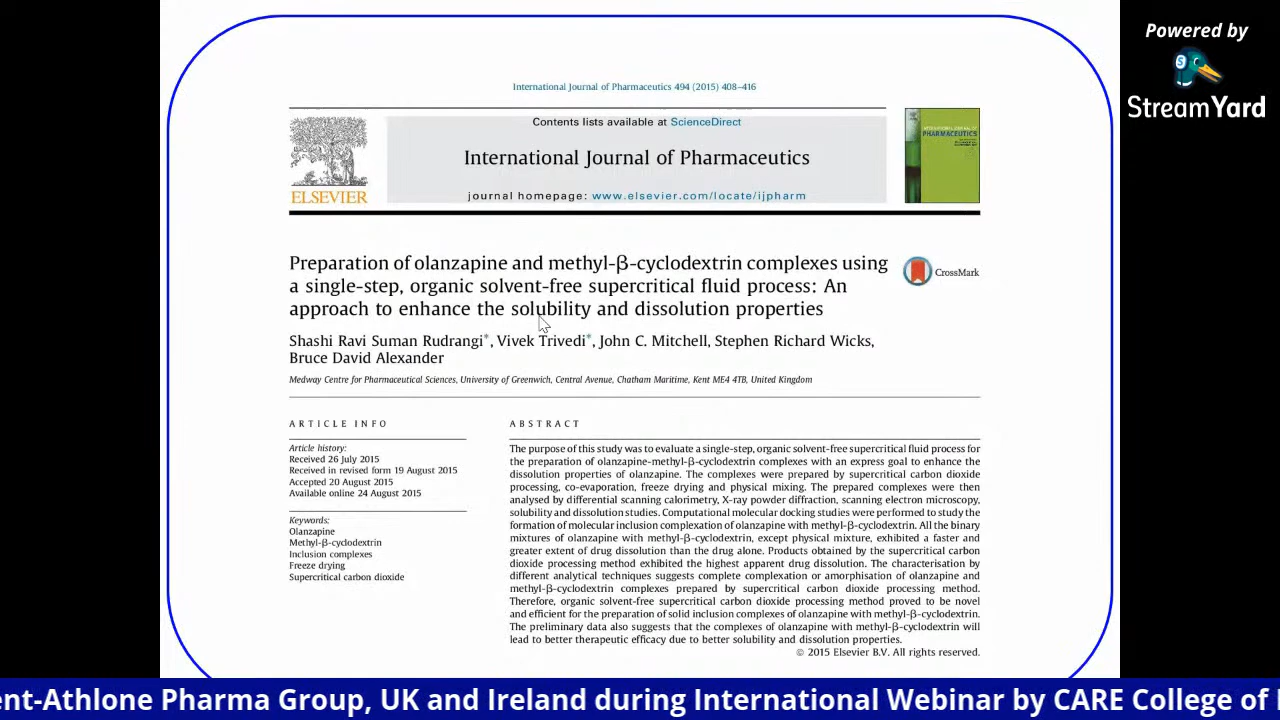 Powered by
StreamYard
International Journal of Pharmaceutics 494 (2015) 408–416
Contents lists available at ScienceDirect
International Journal of Pharmaceutics
journal homepage: www.elsevier.com/locate/ijpharm
ELSEVIER
PHARMACEUTICS
Preparation of olanzapine and methyl-β-cyclodextrin complexes using
a single-step, organic solvent-free supercritical fluid process: An
approach to enhance the solubility and dissolution properties
CrossMark
Shashi Ravi Suman Rudrangi*, Vivek Trivedi*, John C. Mitchell, Stephen Richard Wicks,
Bruce David Alexander
Medway Centre for Pharmaceutical Sciences, University of Greenwich, Central Avenue, Chatham Maritime, Kent ME4 4TB, United Kingdom
ARTICLE INFO
Article history:
Received 26 July 2015
Received in revised form 19 August 2015
Accepted 20 August 2015
Available online 24 August 2015
Keywords:
Olanzapine
Methyl-β-cyclodextrin
Inclusion complexes
Freeze drying
Supercritical carbon dioxide
ABSTRACT
The purpose of this study was to evaluate a single-step, organic solvent-free supercritical fluid process for
the preparation of olanzapine-methyl-β-cyclodextrin complexes with an express goal to enhance the
dissolution properties of olanzapine. The complexes were prepared by supercritical carbon dioxide
processing, co-evaporation, freeze drying and physical mixing. The prepared complexes were then
analysed by differential scanning calorimetry, X-ray powder diffraction, scanning electron microscopy,
solubility and dissolution studies. Computational molecular docking studies were performed to study the
formation of molecular inclusion complexation of olanzapine with methyl-β-cyclodextrin. All the binary
mixtures of olanzapine with methyl-β-cyclodextrin, except physical mixture, exhibited a faster and
greater extent of drug dissolution than the drug alone. Products obtained by the supercritical carbon
dioxide processing method exhibited the highest apparent drug dissolution. The characterisation by
different analytical techniques suggests complete complexation or amorphisation of olanzapine and
methyl-β-cyclodextrin complexes prepared by supercritical carbon dioxide processing method.
Therefore, organic solvent-free supercritical carbon dioxide processing method proved to be novel
and efficient for the preparation of solid inclusion complexes of olanzapine with methyl-β-cyclodextrin.
The preliminary data also suggests that the complexes of olanzapine with methyl-β-cyclodextrin will
lead to better therapeutic efficacy due to better solubility and dissolution properties.
© 2015 Elsevier B.V. All rights reserved.
ent-Athlone Pharma Group, UK and Ireland during International Webinar by CARE College of